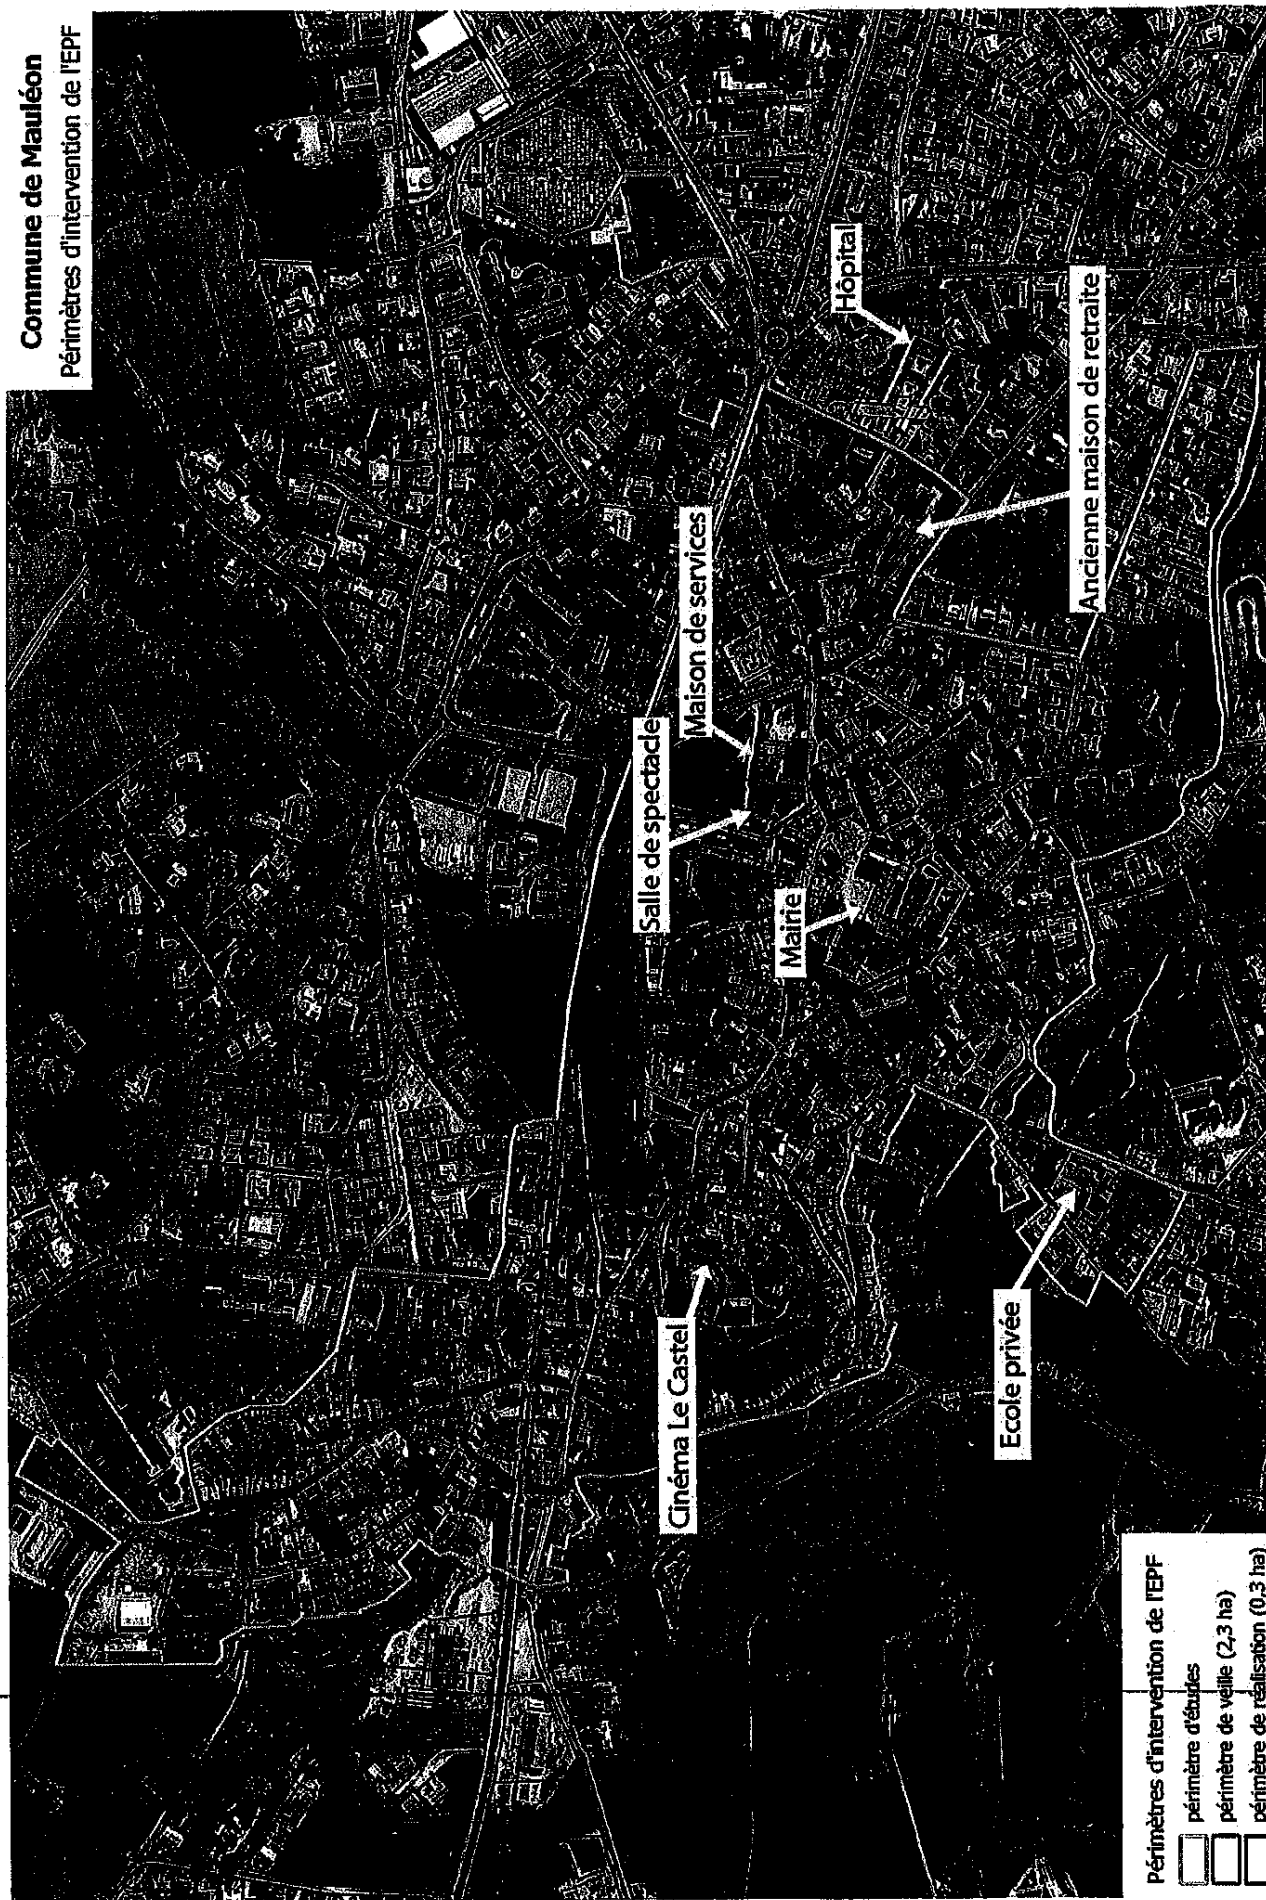 Commune de Mauléon
Périmètres d'intervention de l'EPF
Hôpital
Ancienne maison de retraite
Maison de services
Salle de spectacle
Mairie
Cinéma Le Castel
Ecole privée
Périmètres d'intervention de l'EPF
périmètre d'études
périmètre de veille (2,3 ha)
périmètre de réalisation (0,3 ha)